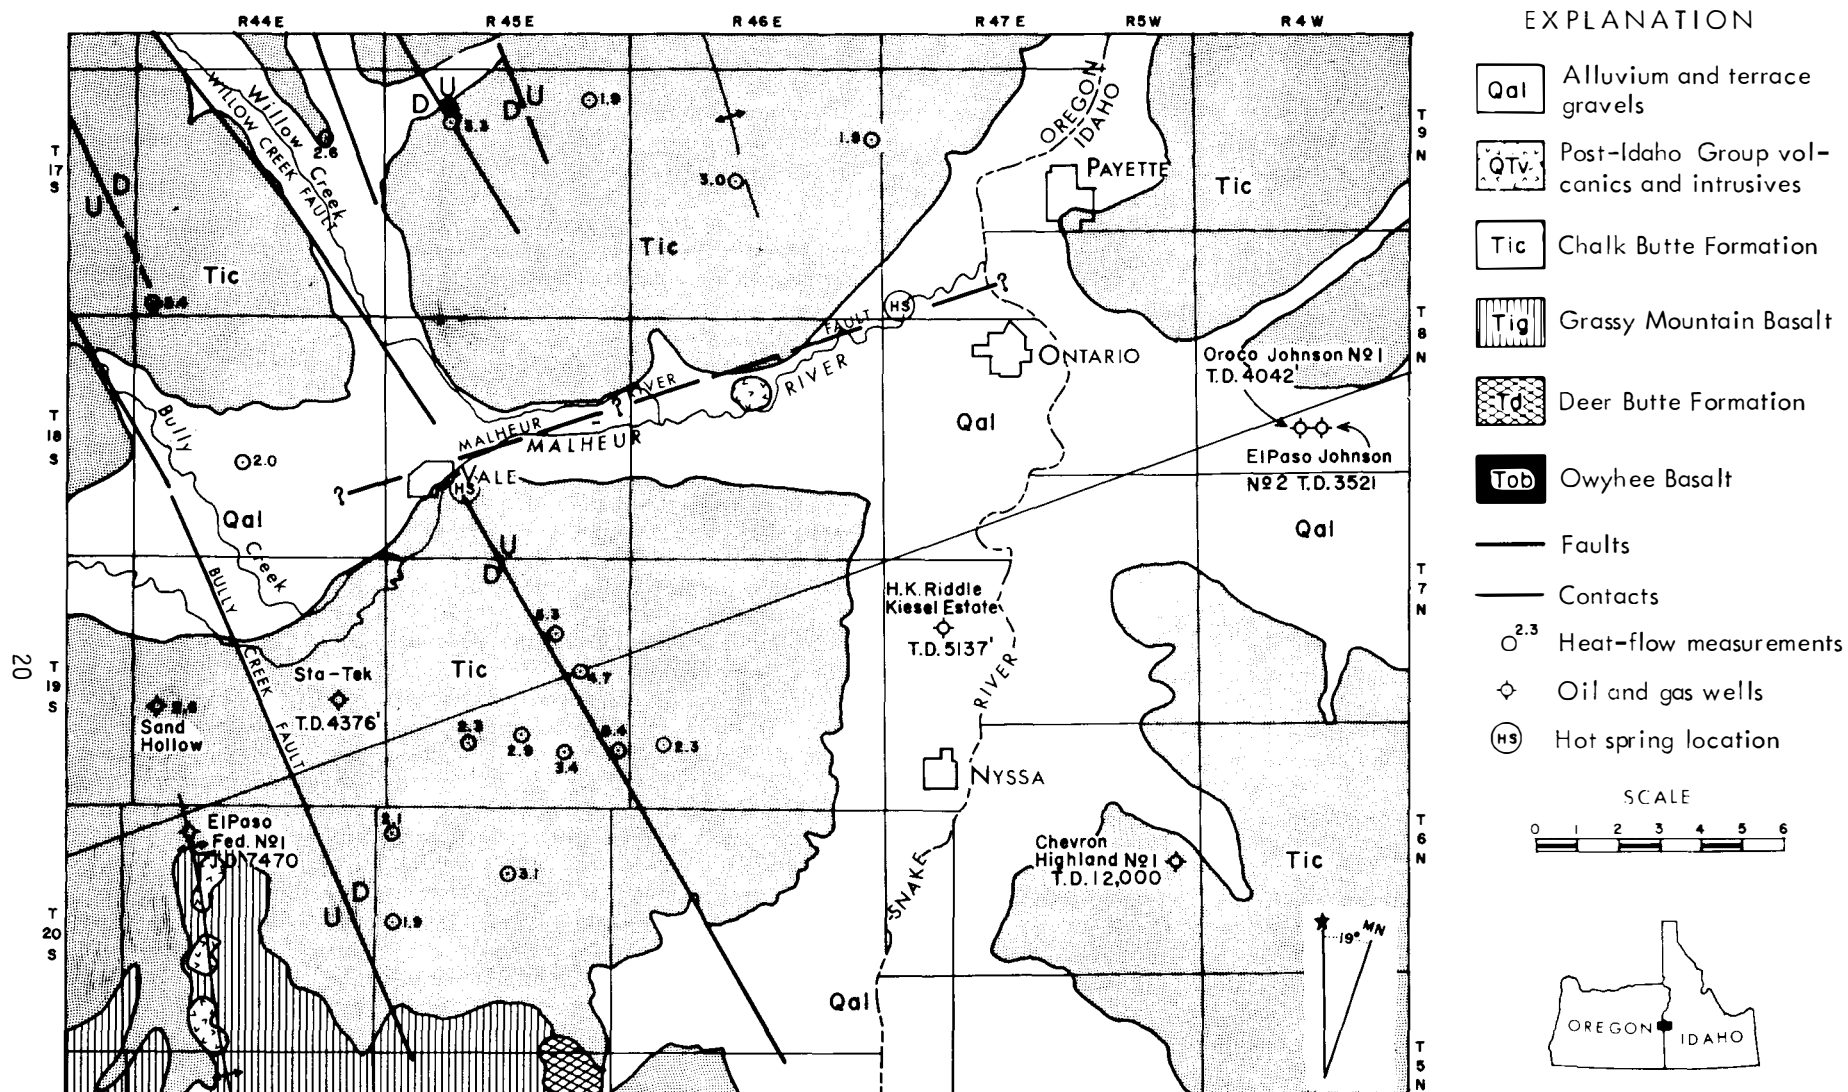 R44E R45E R46E R47E R5W R4W
T
17
S
T
18
S
T
19
S
T
20
S
T
9
N
T
8
N
T
7
N
T
6
N
T
5
N
20
WILLOW CREEK FAULT
Willow Creek
2.6
D U
3.3
D U
1.9
1.8
3.0
OREGON
IDAHO
PAYETTE
Tic
D
U
Tic
Tic
HS
?
FAULT
RIVER
RIVER
?
MALHEUR
MALHEUR
ONTARIO
Qal
Oroco Johnson №1
T.D. 4042'
ElPaso Johnson
№2 T.D. 3521
Qal
Bully Creek
2.0
?
VALE
HS
Qal
U
D
BULLY CREEK FAULT
5.3
4.7
H.K. Riddle
Kiesel Estate
T.D. 5137'
RIVER
SNAKE
Sta-Tek
T.D. 4376'
Tic
Sand
Hollow
2.3
2.9
3.4
2.3
NYSSA
ElPaso
Fed. №1
T.D. 7470
2.1
3.1
D
U
1.9
Chevron
Highland №1
T.D. 12,000
Tic
Qal
19° MN
EXPLANATION
Qal Alluvium and terrace
gravels
QTv Post-Idaho Group vol-
canics and intrusives
Tic Chalk Butte Formation
Tig Grassy Mountain Basalt
Td Deer Butte Formation
Tob Owyhee Basalt
Faults
Contacts
2.3 Heat-flow measurements
Oil and gas wells
HS Hot spring location
SCALE
0 1 2 3 4 5 6
OREGON IDAHO